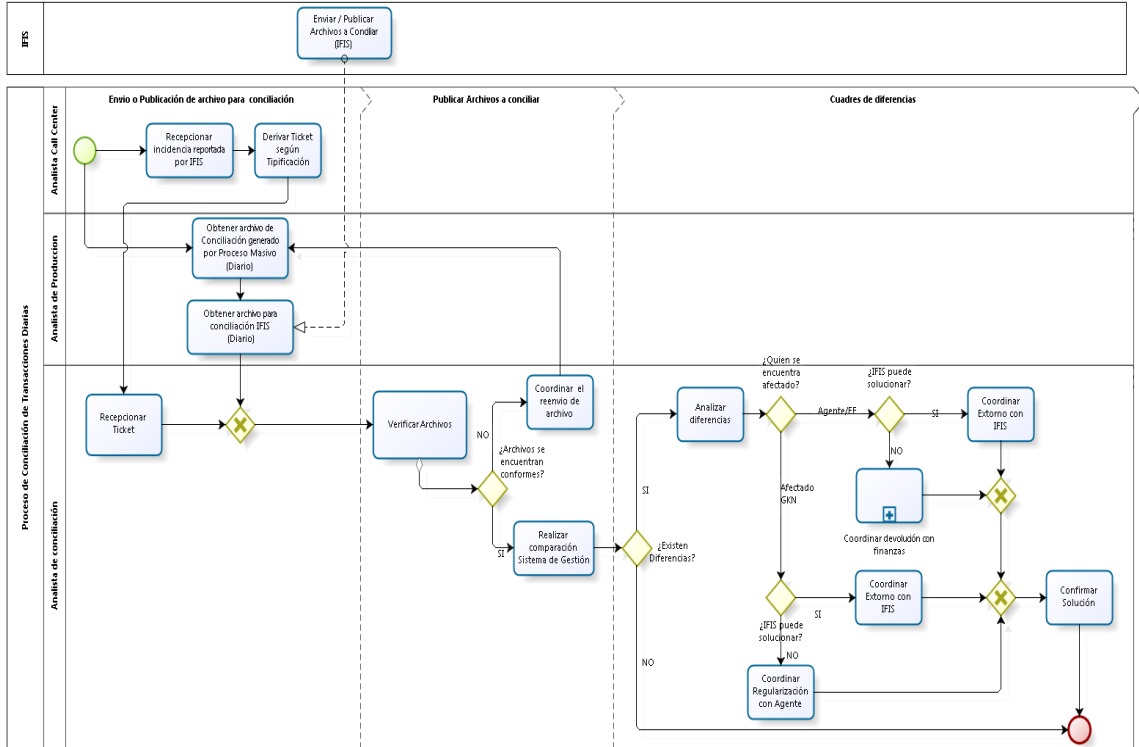 IFIS
Enviar / Publicar
Archivos a Conciliar
(IFIS)
Proceso de Conciliación de Transacciones Diarias
Envio o Publicación de archivo para conciliación
Publicar Archivos a conciliar
Cuadres de diferencias
Analista Call Center
Recepcionar
incidencia reportada
por IFIS
Derivar Ticket
según
Tipificación
Analista de Produccion
Obtener archivo de
Conciliación generado
por Proceso Masivo
(Diario)
Obtener archivo para
conciliación IFIS
(Diario)
Analista de conciliación
Recepcionar
Ticket
Verificar Archivos
Coordinar el
reenvio de
archivo
NO
¿Archivos se
encuentran
conformes?
SI
Realizar
comparación
Sistema de Gestión
¿Existen
Diferencias?
SI
NO
Analizar
diferencias
¿Quien se
encuentra
afectado?
Agente/EF
¿IFIS puede
solucionar?
SI
Coordinar
Extorno con
IFIS
NO
Coordinar devolución con
finanzas
Afectado
GKN
¿IFIS puede
solucionar?
SI
Coordinar
Extorno con
IFIS
NO
Coordinar
Regularización
con Agente
Confirmar
Solución